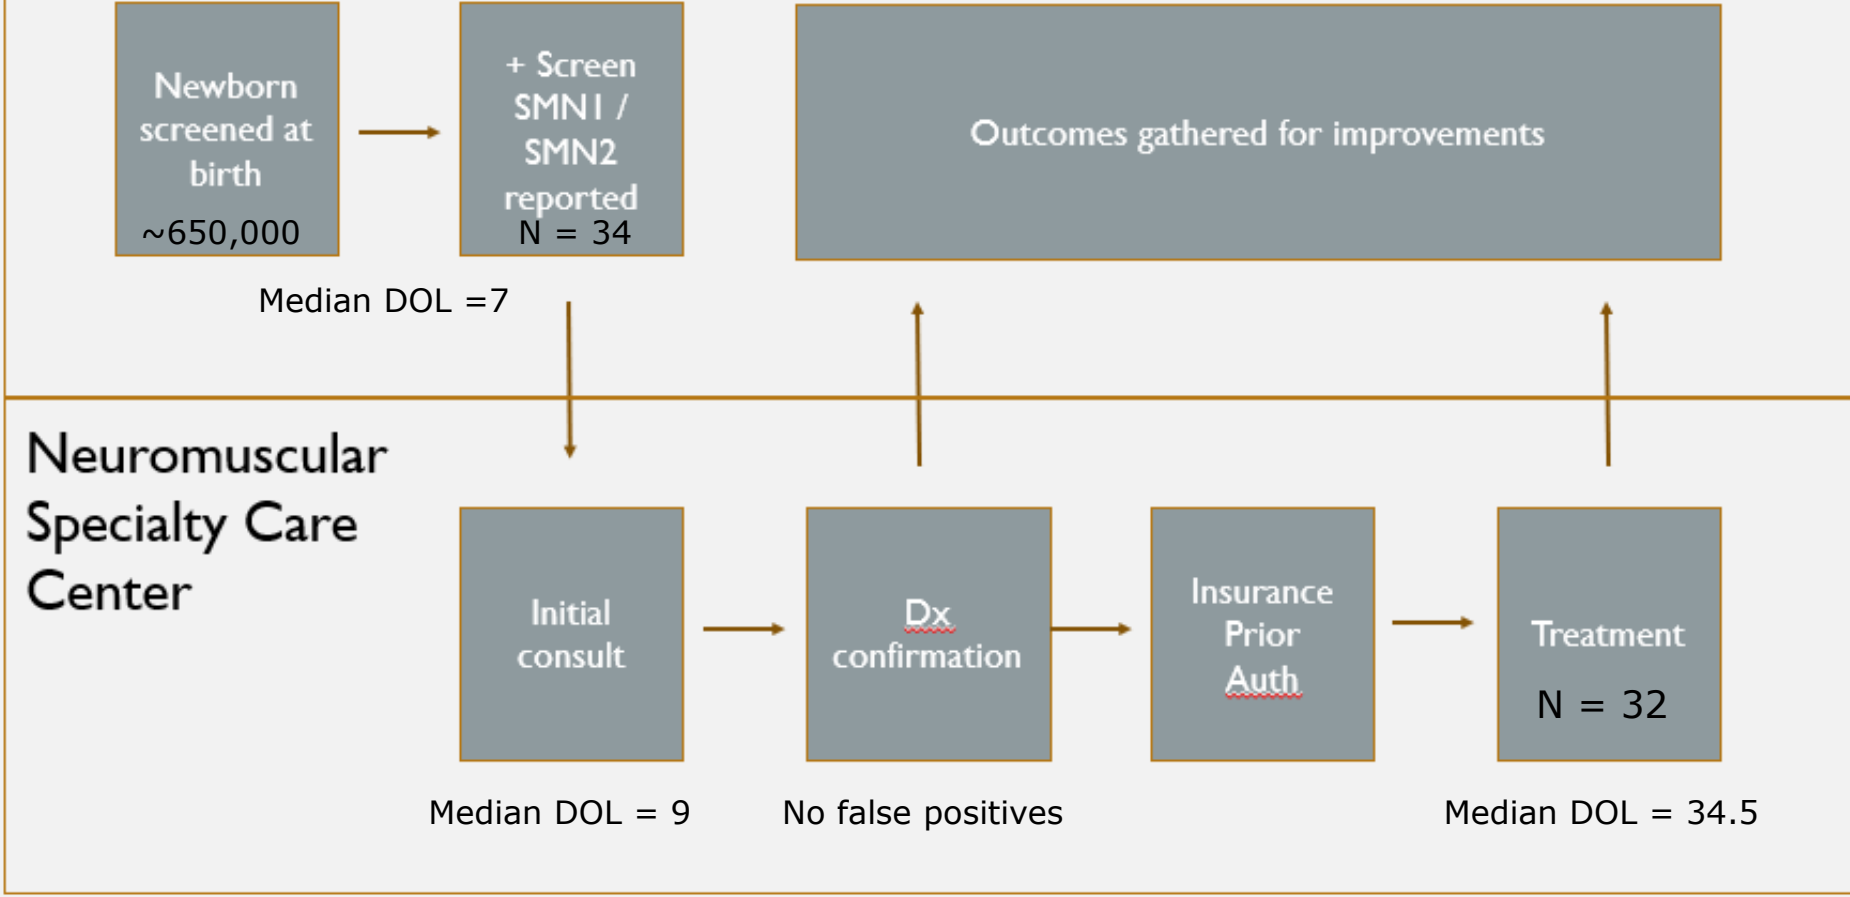 Newborn
screened at
birth
~650,000
+ Screen
SMN1 /
SMN2
reported
N = 34
Outcomes gathered for improvements
Median DOL =7
Neuromuscular
Specialty Care
Center
Initial
consult
Dx
confirmation
Insurance
Prior
Auth
Treatment
N = 32
Median DOL = 9
No false positives
Median DOL = 34.5